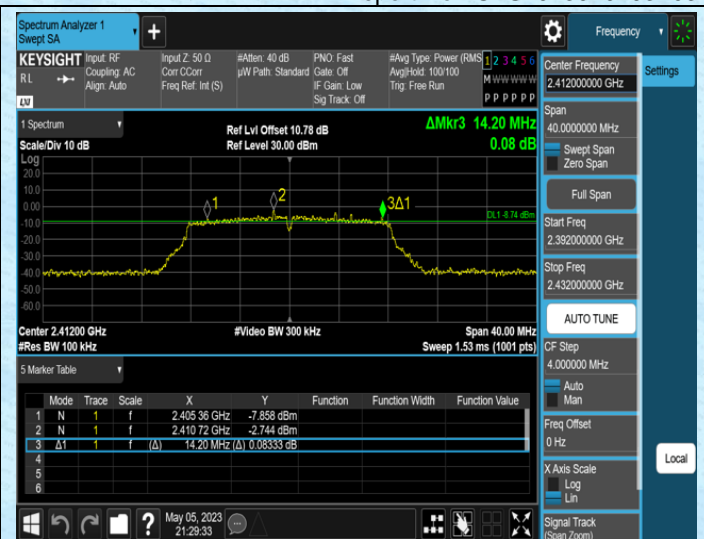 Spectrum Analyzer 1
Swept SA
Frequency
KEYSIGHT
RL
LXI
Input: RF
Coupling: AC
Align: Auto
Input Z: 50 Ω
Corr CCorr
Freq Ref: Int (S)
#Atten: 40 dB
µW Path: Standard
PNO: Fast
Gate: Off
IF Gain: Low
Sig Track: Off
#Avg Type: Power (RMS
Avg|Hold: 100/100
Trig: Free Run
1 2 3 4 5 6
M W W W W W
P P P P P P
Center Frequency
2.412000000 GHz
Settings
Span
40.0000000 MHz
Swept Span
Zero Span
Full Span
Start Freq
2.392000000 GHz
Stop Freq
2.432000000 GHz
AUTO TUNE
CF Step
4.000000 MHz
Auto
Man
Freq Offset
0 Hz
X Axis Scale
Log
Lin
Signal Track
(Span Zoom)
Local
1 Spectrum
Scale/Div 10 dB
Log
Ref Lvl Offset 10.78 dB
Ref Level 30.00 dBm
ΔMkr3 14.20 MHz
0.08 dB
20.0
10.0
0.00
-10.0
-20.0
-30.0
-40.0
-50.0
-60.0
1
2
3Δ1
DL1 -8.74 dBm
Center 2.41200 GHz
#Res BW 100 kHz
#Video BW 300 kHz
Span 40.00 MHz
Sweep 1.53 ms (1001 pts)
5 Marker Table
Mode Trace Scale X Y Function Function Width Function Value
1 N 1 f 2.405 36 GHz -7.858 dBm
2 N 1 f 2.410 72 GHz -2.744 dBm
3 Δ1 1 f (Δ) 14.20 MHz (Δ) 0.08333 dB
4
5
6
May 05, 2023
21:29:33